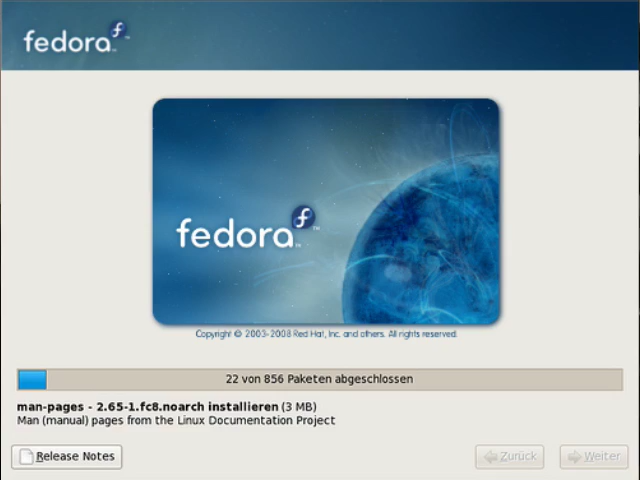 fedora
fedora
Copyright © 2003-2008 Red Hat, Inc. and others. All rights reserved.
22 von 856 Paketen abgeschlossen
man-pages - 2.65-1.fc8.noarch installieren (3 MB)
Man (manual) pages from the Linux Documentation Project
Release Notes
Zurück
Weiter